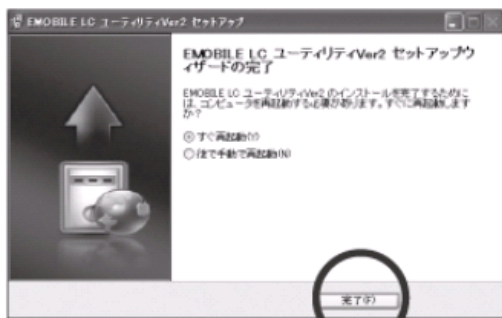 EMOBILE LC ユーティリティVer2 セットアップ
EMOBILE LC ユーティリティVer2 セットアップウ
ィザードの完了
EMOBILE LC ユーティリティVer2 のインストールを完了するために
は、コンピュータを再起動する必要があります。すぐに再起動します
か？
すぐ再起動(Y)
後で手動で再起動(N)
完了(F)